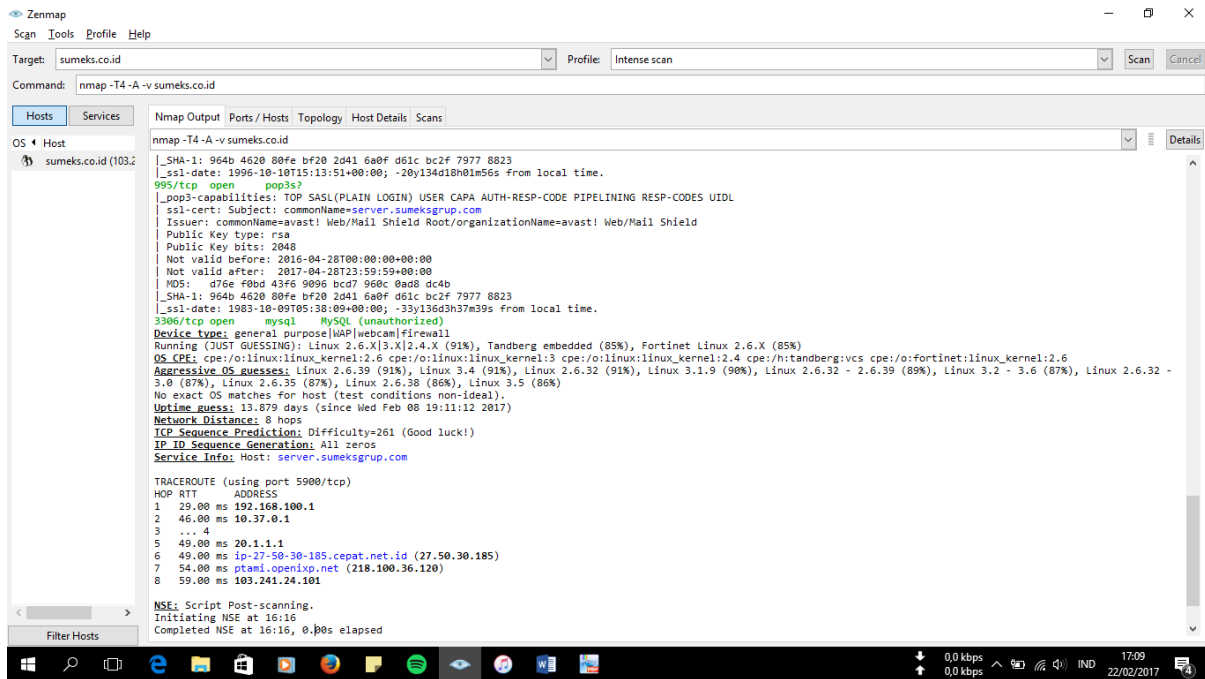 Zenmap
Scan Tools Profile Help
Target: sumeks.co.id Profile: Intense scan Scan Cancel
Command: nmap -T4 -A -v sumeks.co.id
Hosts Services Nmap Output Ports / Hosts Topology Host Details Scans
OS Host nmap -T4 -A -v sumeks.co.id Details
sumeks.co.id (103.2
|_SHA-1: 964b 4620 80fe bf20 2d41 6a0f d61c bc2f 7977 8823
|_ssl-date: 1996-10-10T15:13:51+00:00; -20y134d18h01m56s from local time.
995/tcp open pop3s?
|_pop3-capabilities: TOP SASL(PLAIN LOGIN) USER CAPA AUTH-RESP-CODE PIPELINING RESP-CODES UIDL
| ssl-cert: Subject: commonName=server.sumeksgrup.com
| Issuer: commonName=avast! Web/Mail Shield Root/organizationName=avast! Web/Mail Shield
| Public Key type: rsa
| Public Key bits: 2048
| Not valid before: 2016-04-28T00:00:00+00:00
| Not valid after: 2017-04-28T23:59:59+00:00
| MD5: d76e f0bd 43f6 9096 bcd7 960c 0ad8 dc4b
|_SHA-1: 964b 4620 80fe bf20 2d41 6a0f d61c bc2f 7977 8823
|_ssl-date: 1983-10-09T05:38:09+00:00; -33y136d3h37m39s from local time.
3306/tcp open mysql MySQL (unauthorized)
Device type: general purpose|WAP|webcam|firewall
Running (JUST GUESSING): Linux 2.6.X|3.X|2.4.X (91%), Tandberg embedded (85%), Fortinet Linux 2.6.X (85%)
OS CPE: cpe:/o:linux:linux_kernel:2.6 cpe:/o:linux:linux_kernel:3 cpe:/o:linux:linux_kernel:2.4 cpe:/h:tandberg:vcs cpe:/o:fortinet:linux_kernel:2.6
Aggressive OS guesses: Linux 2.6.39 (91%), Linux 3.4 (91%), Linux 2.6.32 (91%), Linux 3.1.9 (90%), Linux 2.6.32 - 2.6.39 (89%), Linux 3.2 - 3.6 (87%), Linux 2.6.32 -
3.0 (87%), Linux 2.6.35 (87%), Linux 2.6.38 (86%), Linux 3.5 (86%)
No exact OS matches for host (test conditions non-ideal).
Uptime guess: 13.879 days (since Wed Feb 08 19:11:12 2017)
Network Distance: 8 hops
TCP Sequence Prediction: Difficulty=261 (Good luck!)
IP ID Sequence Generation: All zeros
Service Info: Host: server.sumeksgrup.com
TRACEROUTE (using port 5900/tcp)
HOP RTT ADDRESS
1 29.00 ms 192.168.100.1
2 46.00 ms 10.37.0.1
3 ... 4
5 49.00 ms 20.1.1.1
6 49.00 ms ip-27-50-30-185.cepat.net.id (27.50.30.185)
7 54.00 ms ptami.openixp.net (218.100.36.120)
8 59.00 ms 103.241.24.101
NSE: Script Post-scanning.
Initiating NSE at 16:16
Completed NSE at 16:16, 0.00s elapsed
Filter Hosts
0,0 kbps
0,0 kbps
IND
17:09
22/02/2017
4